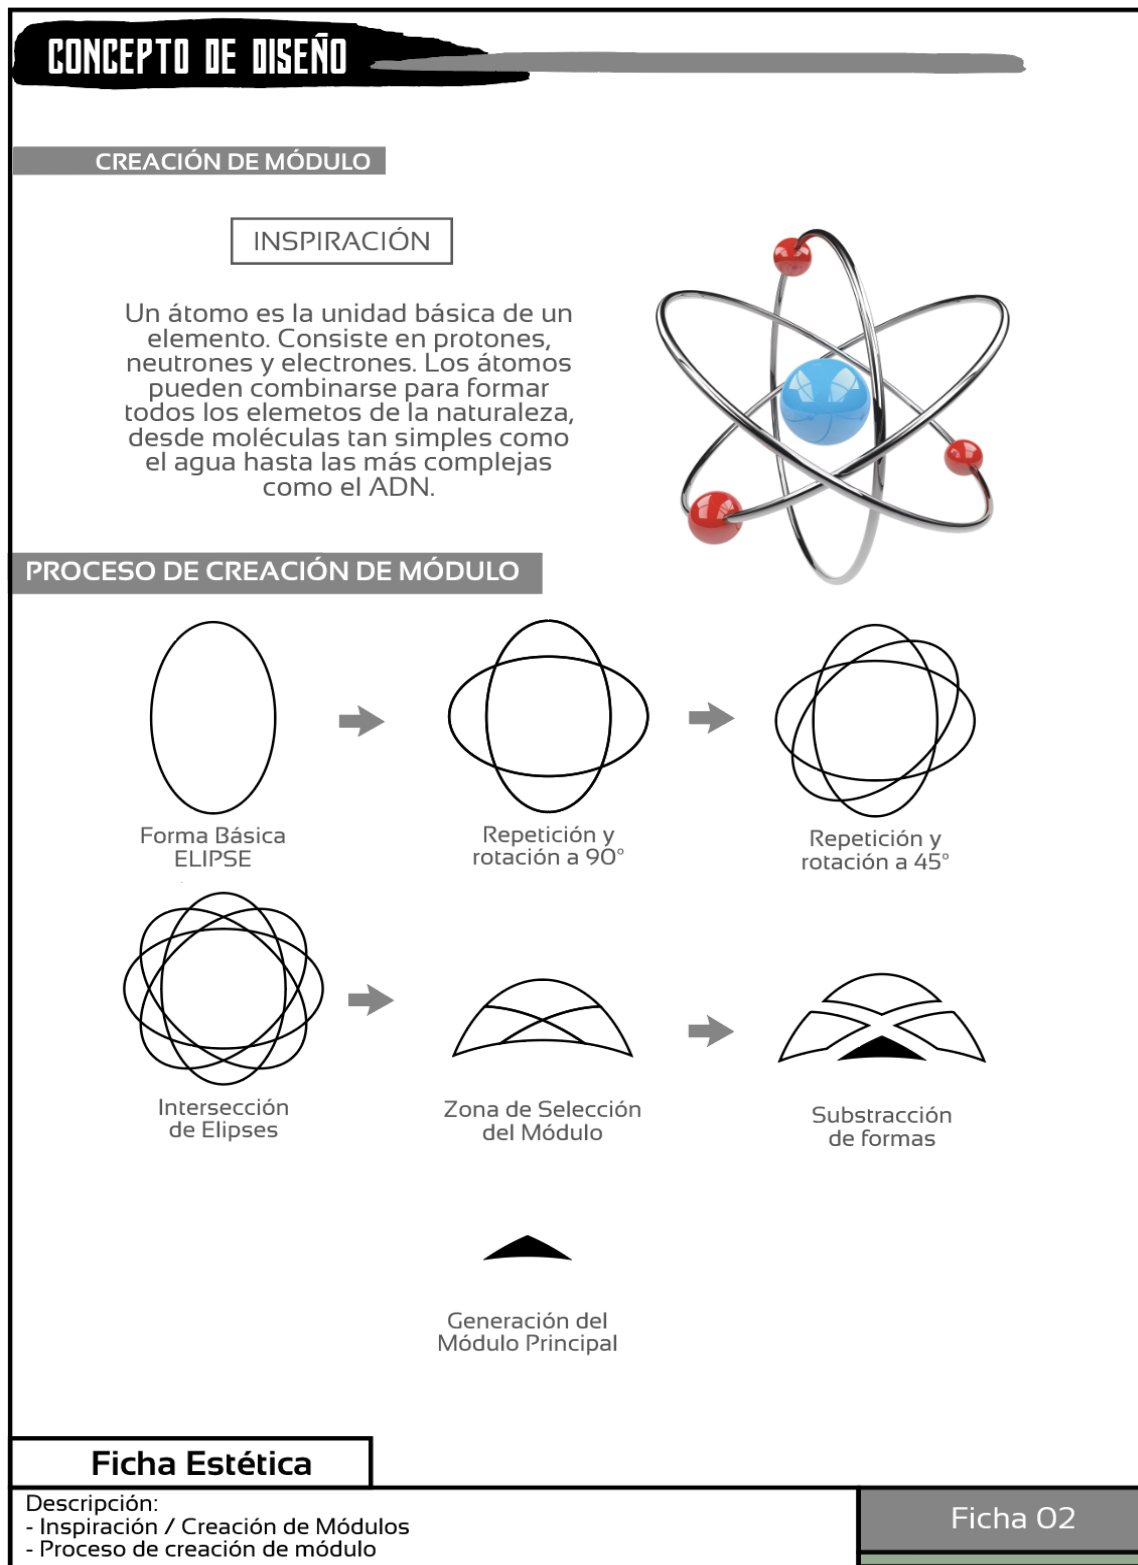 CONCEPTO DE DISEÑO
CREACIÓN DE MÓDULO
INSPIRACIÓN
Un átomo es la unidad básica de un
elemento. Consiste en protones,
neutrones y electrones. Los átomos
pueden combinarse para formar
todos los elemetos de la naturaleza,
desde moléculas tan simples como
el agua hasta las más complejas
como el ADN.
PROCESO DE CREACIÓN DE MÓDULO
Forma Básica
ELIPSE
Repetición y
rotación a 90°
Repetición y
rotación a 45°
Intersección
de Elipses
Zona de Selección
del Módulo
Substracción
de formas
Generación del
Módulo Principal
Ficha Estética
Descripción:
- Inspiración / Creación de Módulos
- Proceso de creación de módulo
Ficha 02